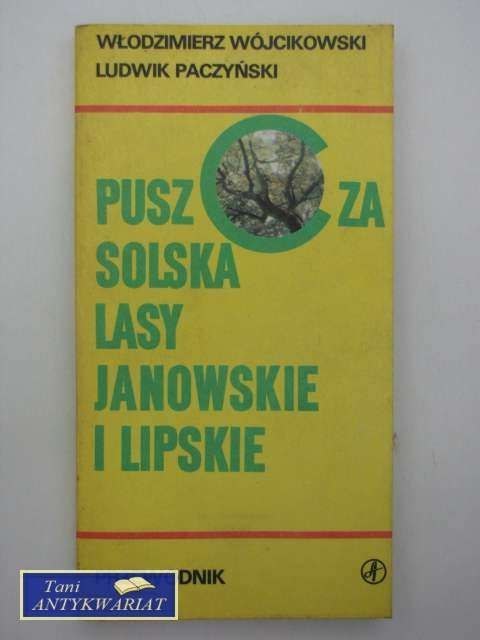 WŁODZIMIERZ WÓJCIKOWSKI
LUDWIK PACZYŃSKI
PUSZCZA
SOLSKA
LASY
JANOWSKIE
I LIPSKIE
Tani
ANTYKWARIAT